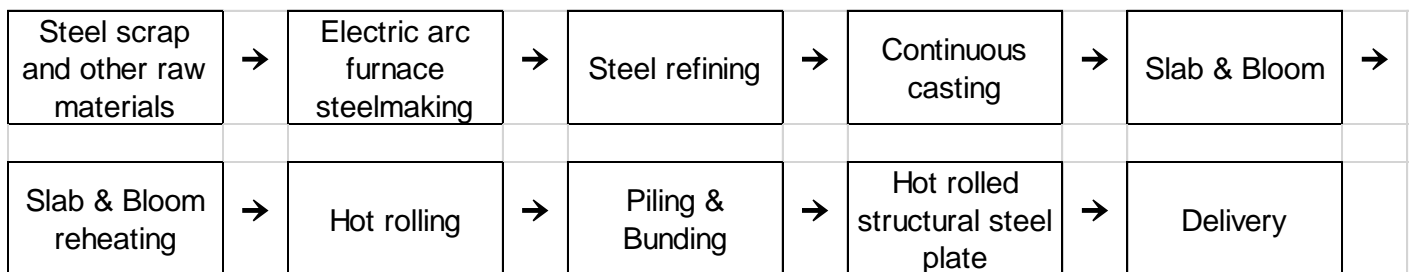 Steel scrap
and other raw
materials
Electric arc
furnace
steelmaking
Steel refining
Continuous
casting
Slab & Bloom
Slab & Bloom
reheating
Hot rolling
Piling &
Bunding
Hot rolled
structural steel
plate
Delivery